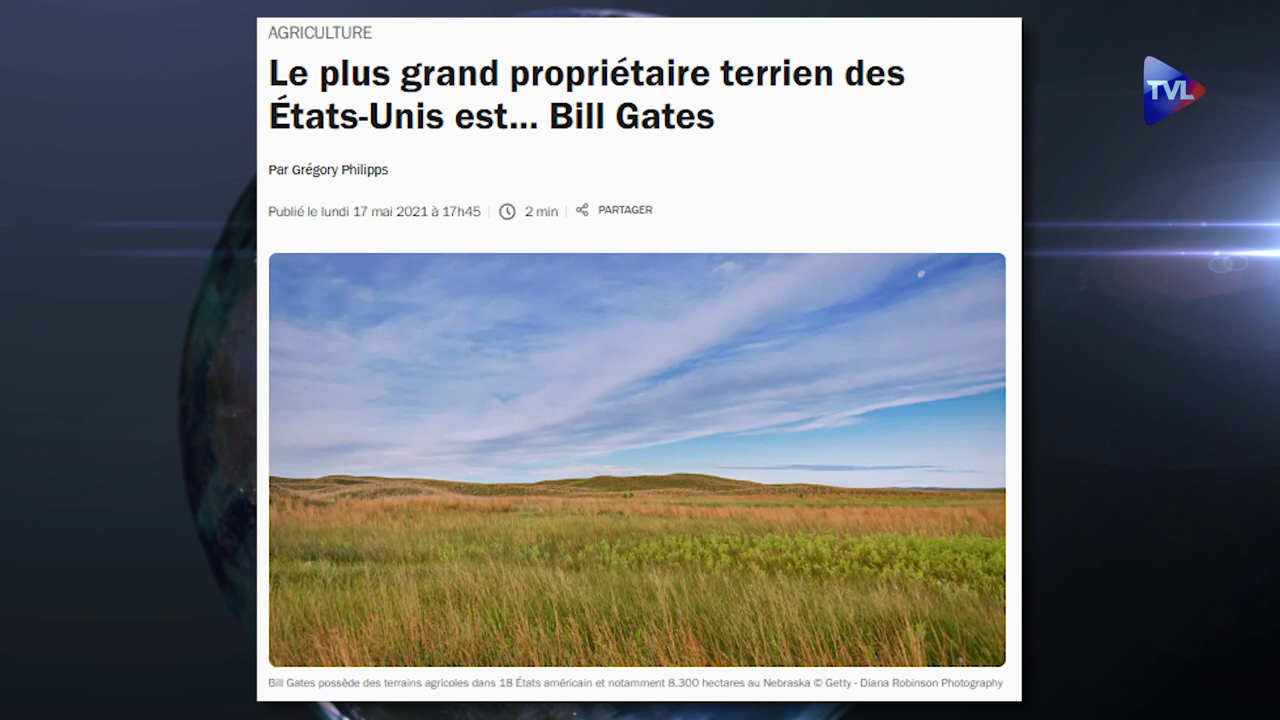 AGRICULTURE
Le plus grand propriétaire terrien des
États-Unis est... Bill Gates
Par Grégory Philipps
Publié le lundi 17 mai 2021 à 17h45
2 min
PARTAGER
TVL
Bill Gates possède des terrains agricoles dans 18 États américain et notamment 8.300 hectares au Nebraska © Getty - Diana Robinson Photography